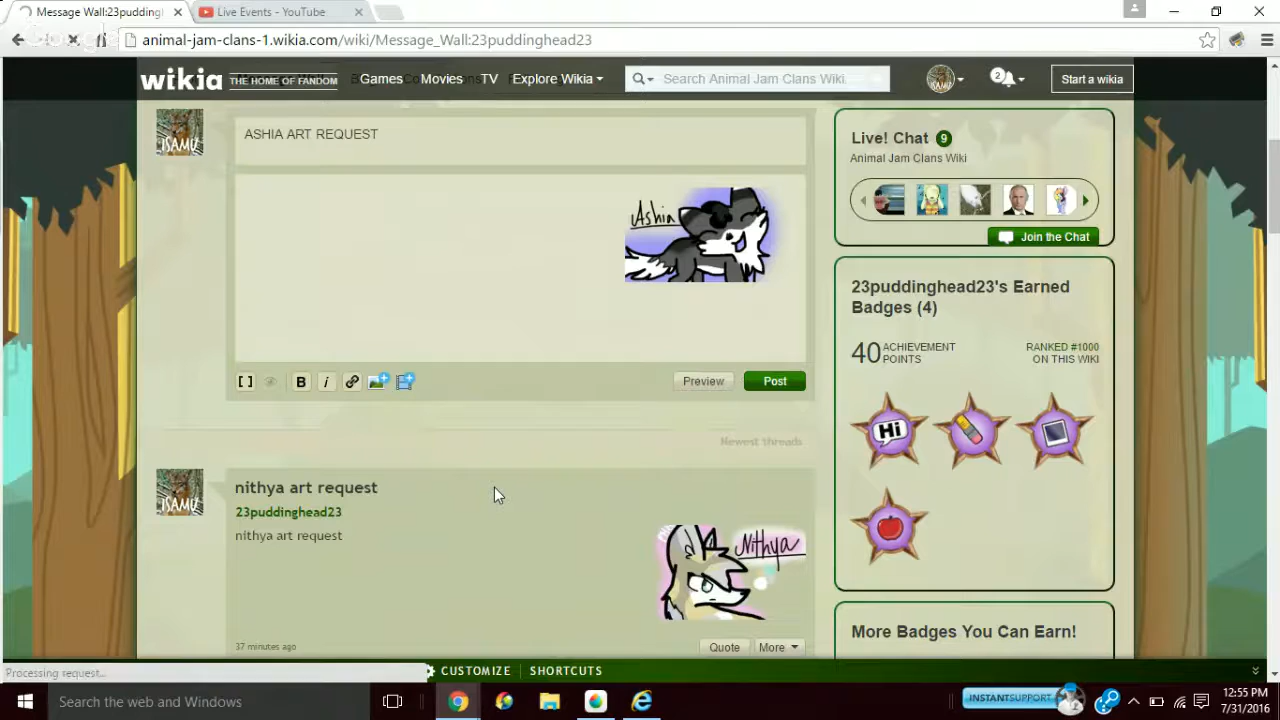 Message Wall:23pudding
Live Events - YouTube
animal-jam-clans-1.wikia.com/wiki/Message_Wall:23puddinghead23
wikia THE HOME OF FANDOM Games Movies TV Explore Wikia Search Animal Jam Clans Wiki 2 Start a wikia
ISAMU
ASHIA ART REQUEST
Ashia
Preview Post
Newest threads
ISAMU
nithya art request
23puddinghead23
nithya art request
Nithya
37 minutes ago
Quote More
Live! Chat 9
Animal Jam Clans Wiki
Join the Chat
23puddinghead23's Earned
Badges (4)
40 ACHIEVEMENT
POINTS
RANKED #1000
ON THIS WIKI
Hi
More Badges You Can Earn!
Processing request...
CUSTOMIZE SHORTCUTS
Search the web and Windows
INSTANTSUPPORT
12:55 PM
7/31/2016